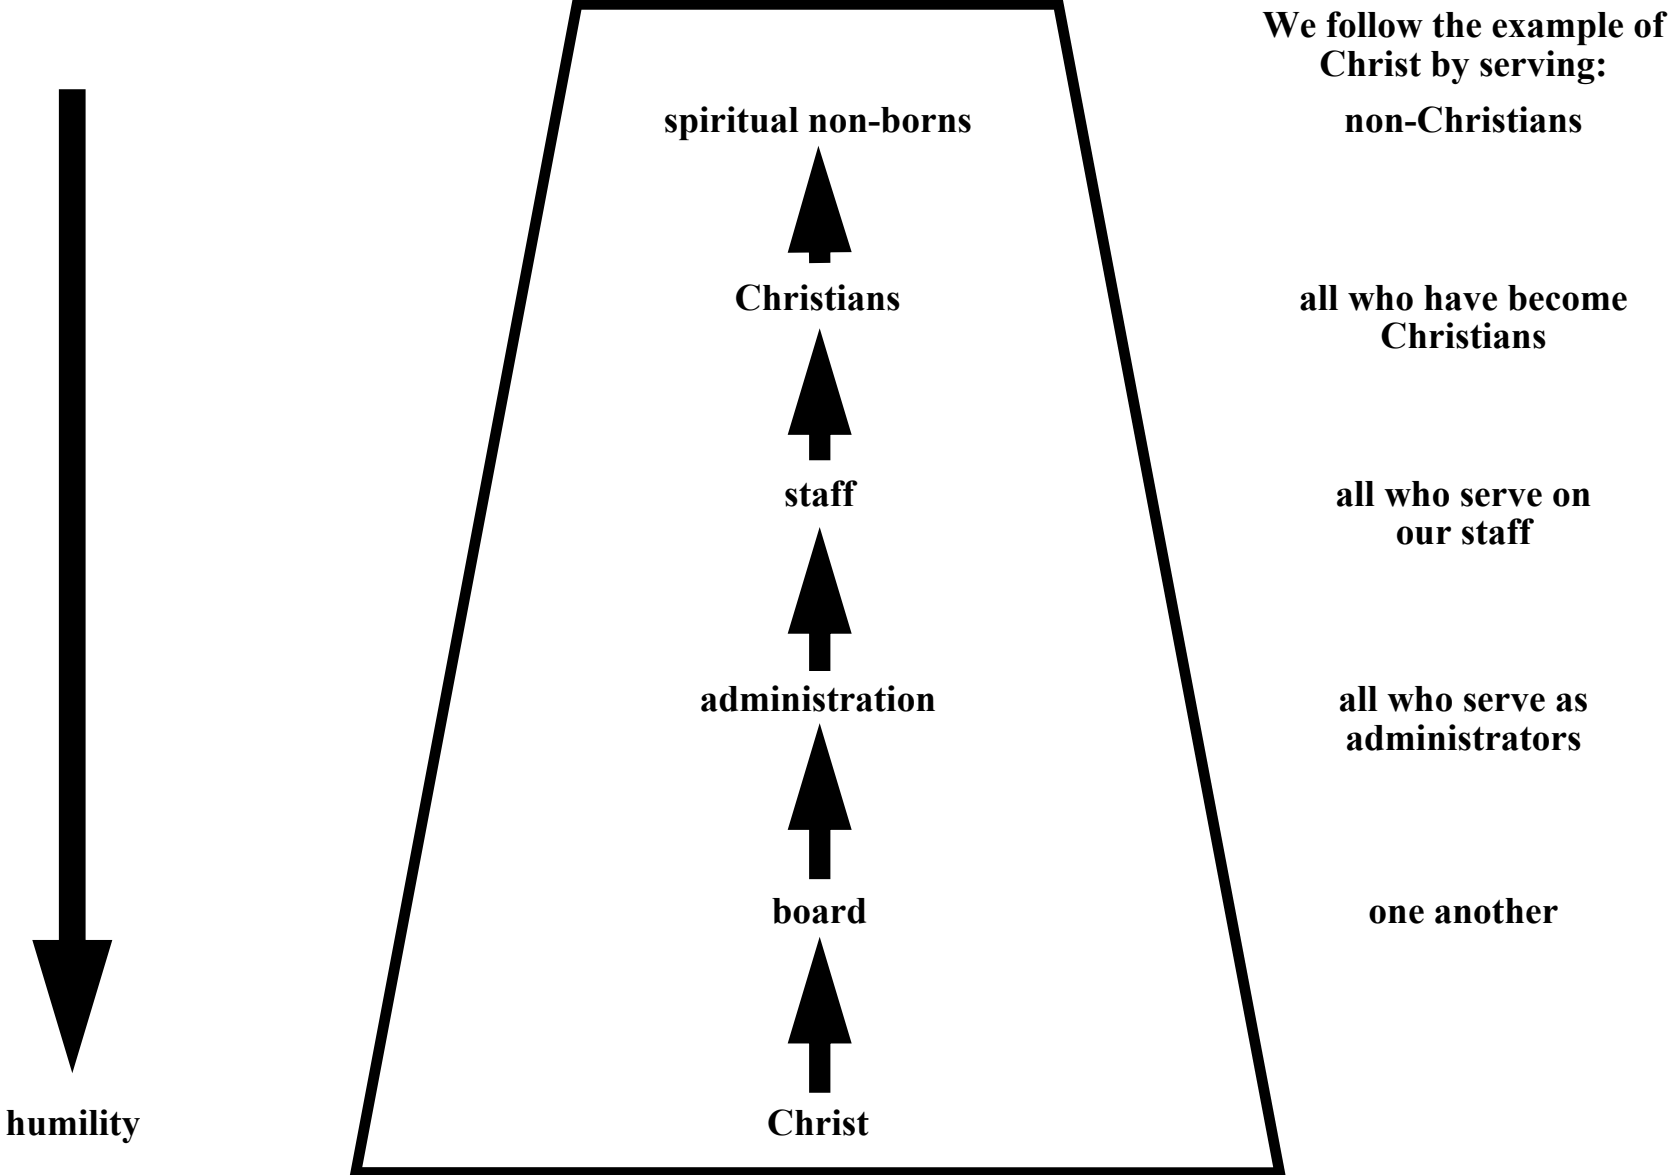 We follow the example of
Christ by serving:
spiritual non-borns
non-Christians
Christians
all who have become
Christians
staff
all who serve on
our staff
administration
all who serve as
administrators
board
one another
humility
Christ